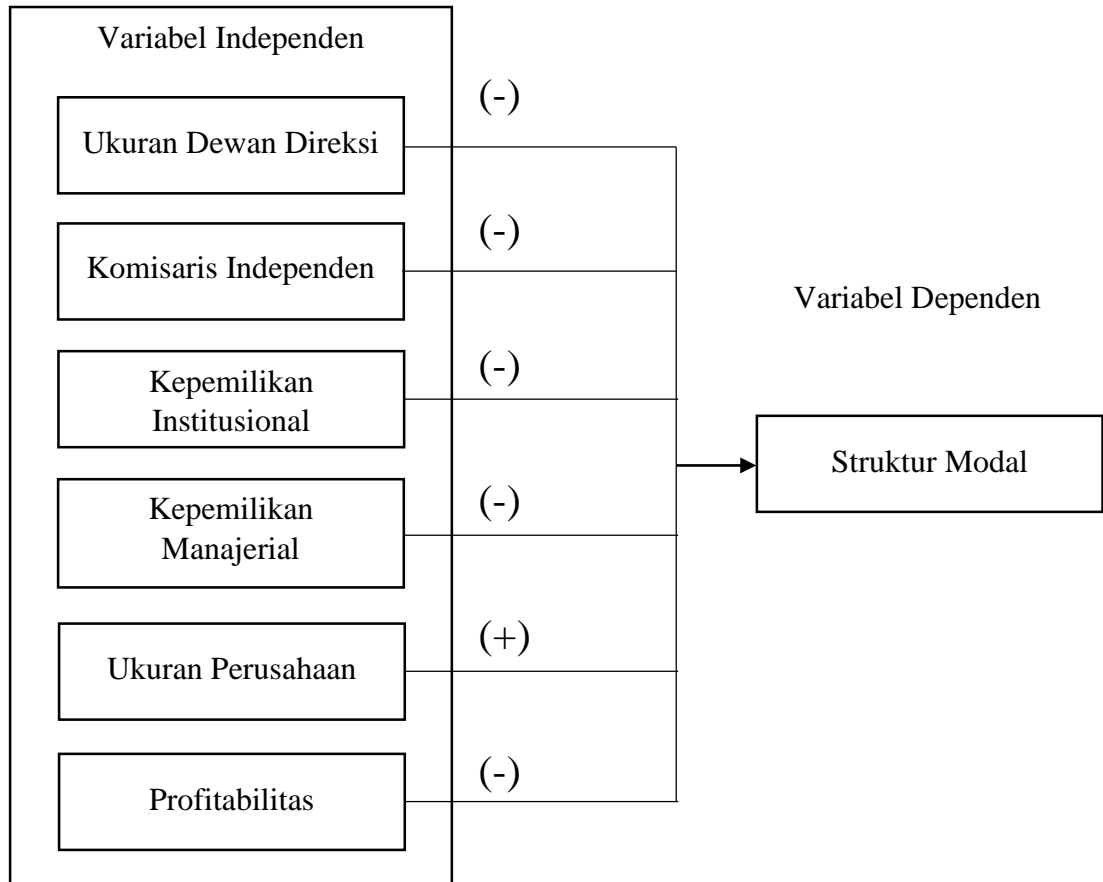 Variabel Independen
(-)
Ukuran Dewan Direksi
(-)
Komisaris Independen
Variabel Dependen
(-)
Kepemilikan
Institusional
Struktur Modal
(-)
Kepemilikan
Manajerial
(+)
Ukuran Perusahaan
(-)
Profitabilitas